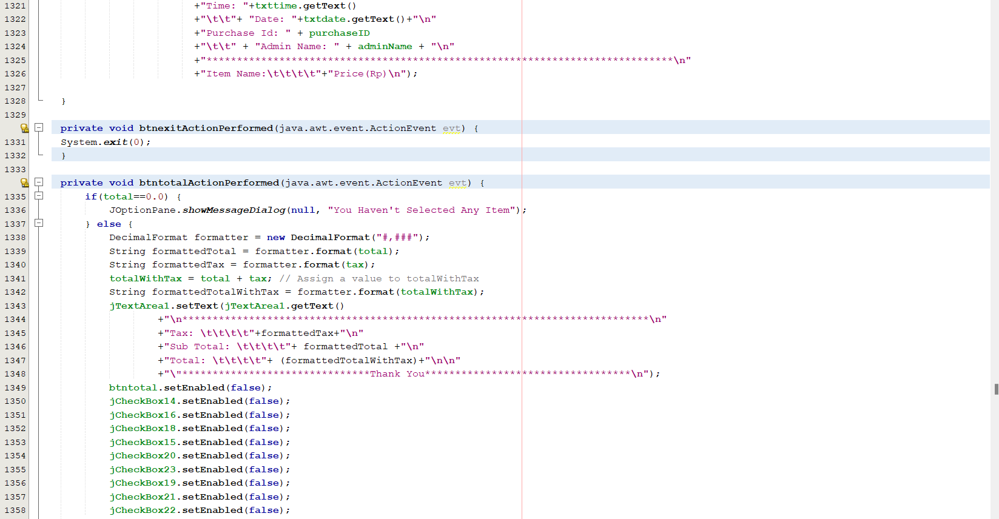 1321 +"Time: "+txttime.getText()
1322 +"\t\t"+ "Date: "+txtdate.getText()+"\n"
1323 +"Purchase Id: " + purchaseID
1324 +"\t\t" + "Admin Name: " + adminName + "\n"
1325 +"*****************************************************************************\n"
1326 +"Item Name:\t\t\t\t"+"Price(Rp)\n");
1327
1328 }
1329
private void btnexitActionPerformed(java.awt.event.ActionEvent evt) {
1331 System.exit(0);
1332 }
1333
private void btntotalActionPerformed(java.awt.event.ActionEvent evt) {
1335 if(total==0.0) {
1336 JOptionPane.showMessageDialog(null, "You Haven't Selected Any Item");
1337 } else {
1338 DecimalFormat formatter = new DecimalFormat("#,###");
1339 String formattedTotal = formatter.format(total);
1340 String formattedTax = formatter.format(tax);
1341 totalWithTax = total + tax; // Assign a value to totalWithTax
1342 String formattedTotalWithTax = formatter.format(totalWithTax);
1343 jTextArea1.setText(jTextArea1.getText()
1344 +"\n*****************************************************************************\n"
1345 +"Tax: \t\t\t\t"+formattedTax+"\n"
1346 +"Sub Total: \t\t\t\t"+ formattedTotal +"\n"
1347 +"Total: \t\t\t\t"+ (formattedTotalWithTax)+"\n\n"
1348 +"\"*******************************Thank You**********************************\n");
1349 btntotal.setEnabled(false);
1350 jCheckBox14.setEnabled(false);
1351 jCheckBox16.setEnabled(false);
1352 jCheckBox18.setEnabled(false);
1353 jCheckBox15.setEnabled(false);
1354 jCheckBox20.setEnabled(false);
1355 jCheckBox23.setEnabled(false);
1356 jCheckBox19.setEnabled(false);
1357 jCheckBox21.setEnabled(false);
1358 jCheckBox22.setEnabled(false);